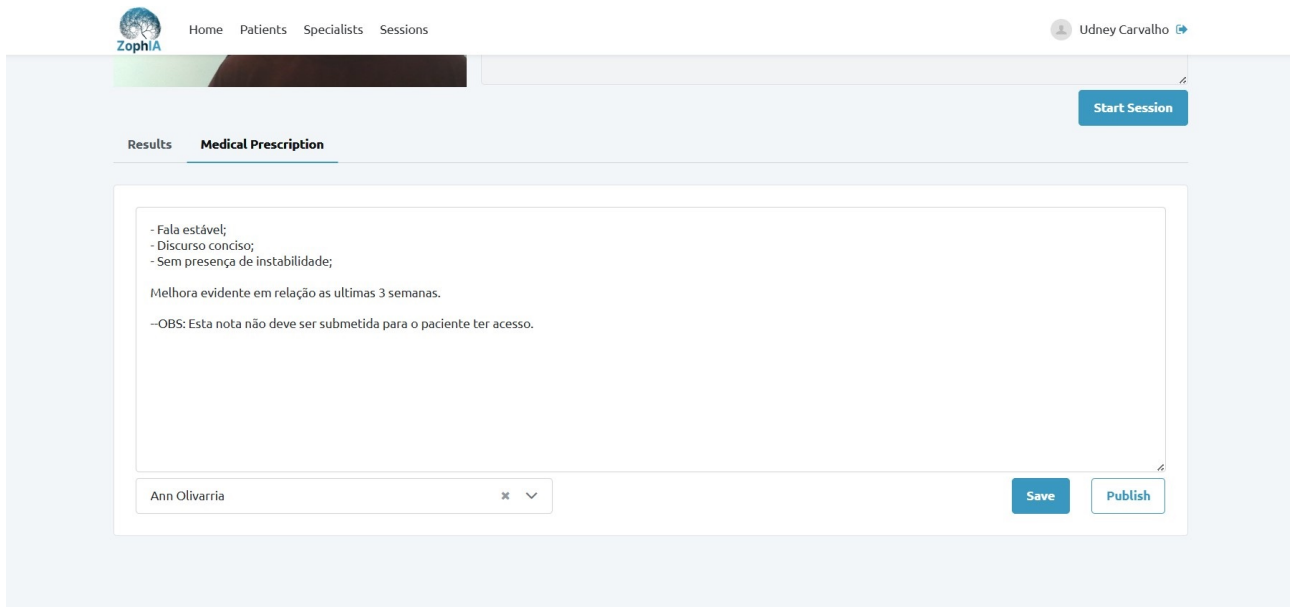 ZophIA
Home Patients Specialists Sessions
Udney Carvalho
Start Session
Results Medical Prescription
- Fala estável;
- Discurso conciso;
- Sem presença de instabilidade;
Melhora evidente em relação as ultimas 3 semanas.
--OBS: Esta nota não deve ser submetida para o paciente ter acesso.
Ann Olivarria
Save Publish